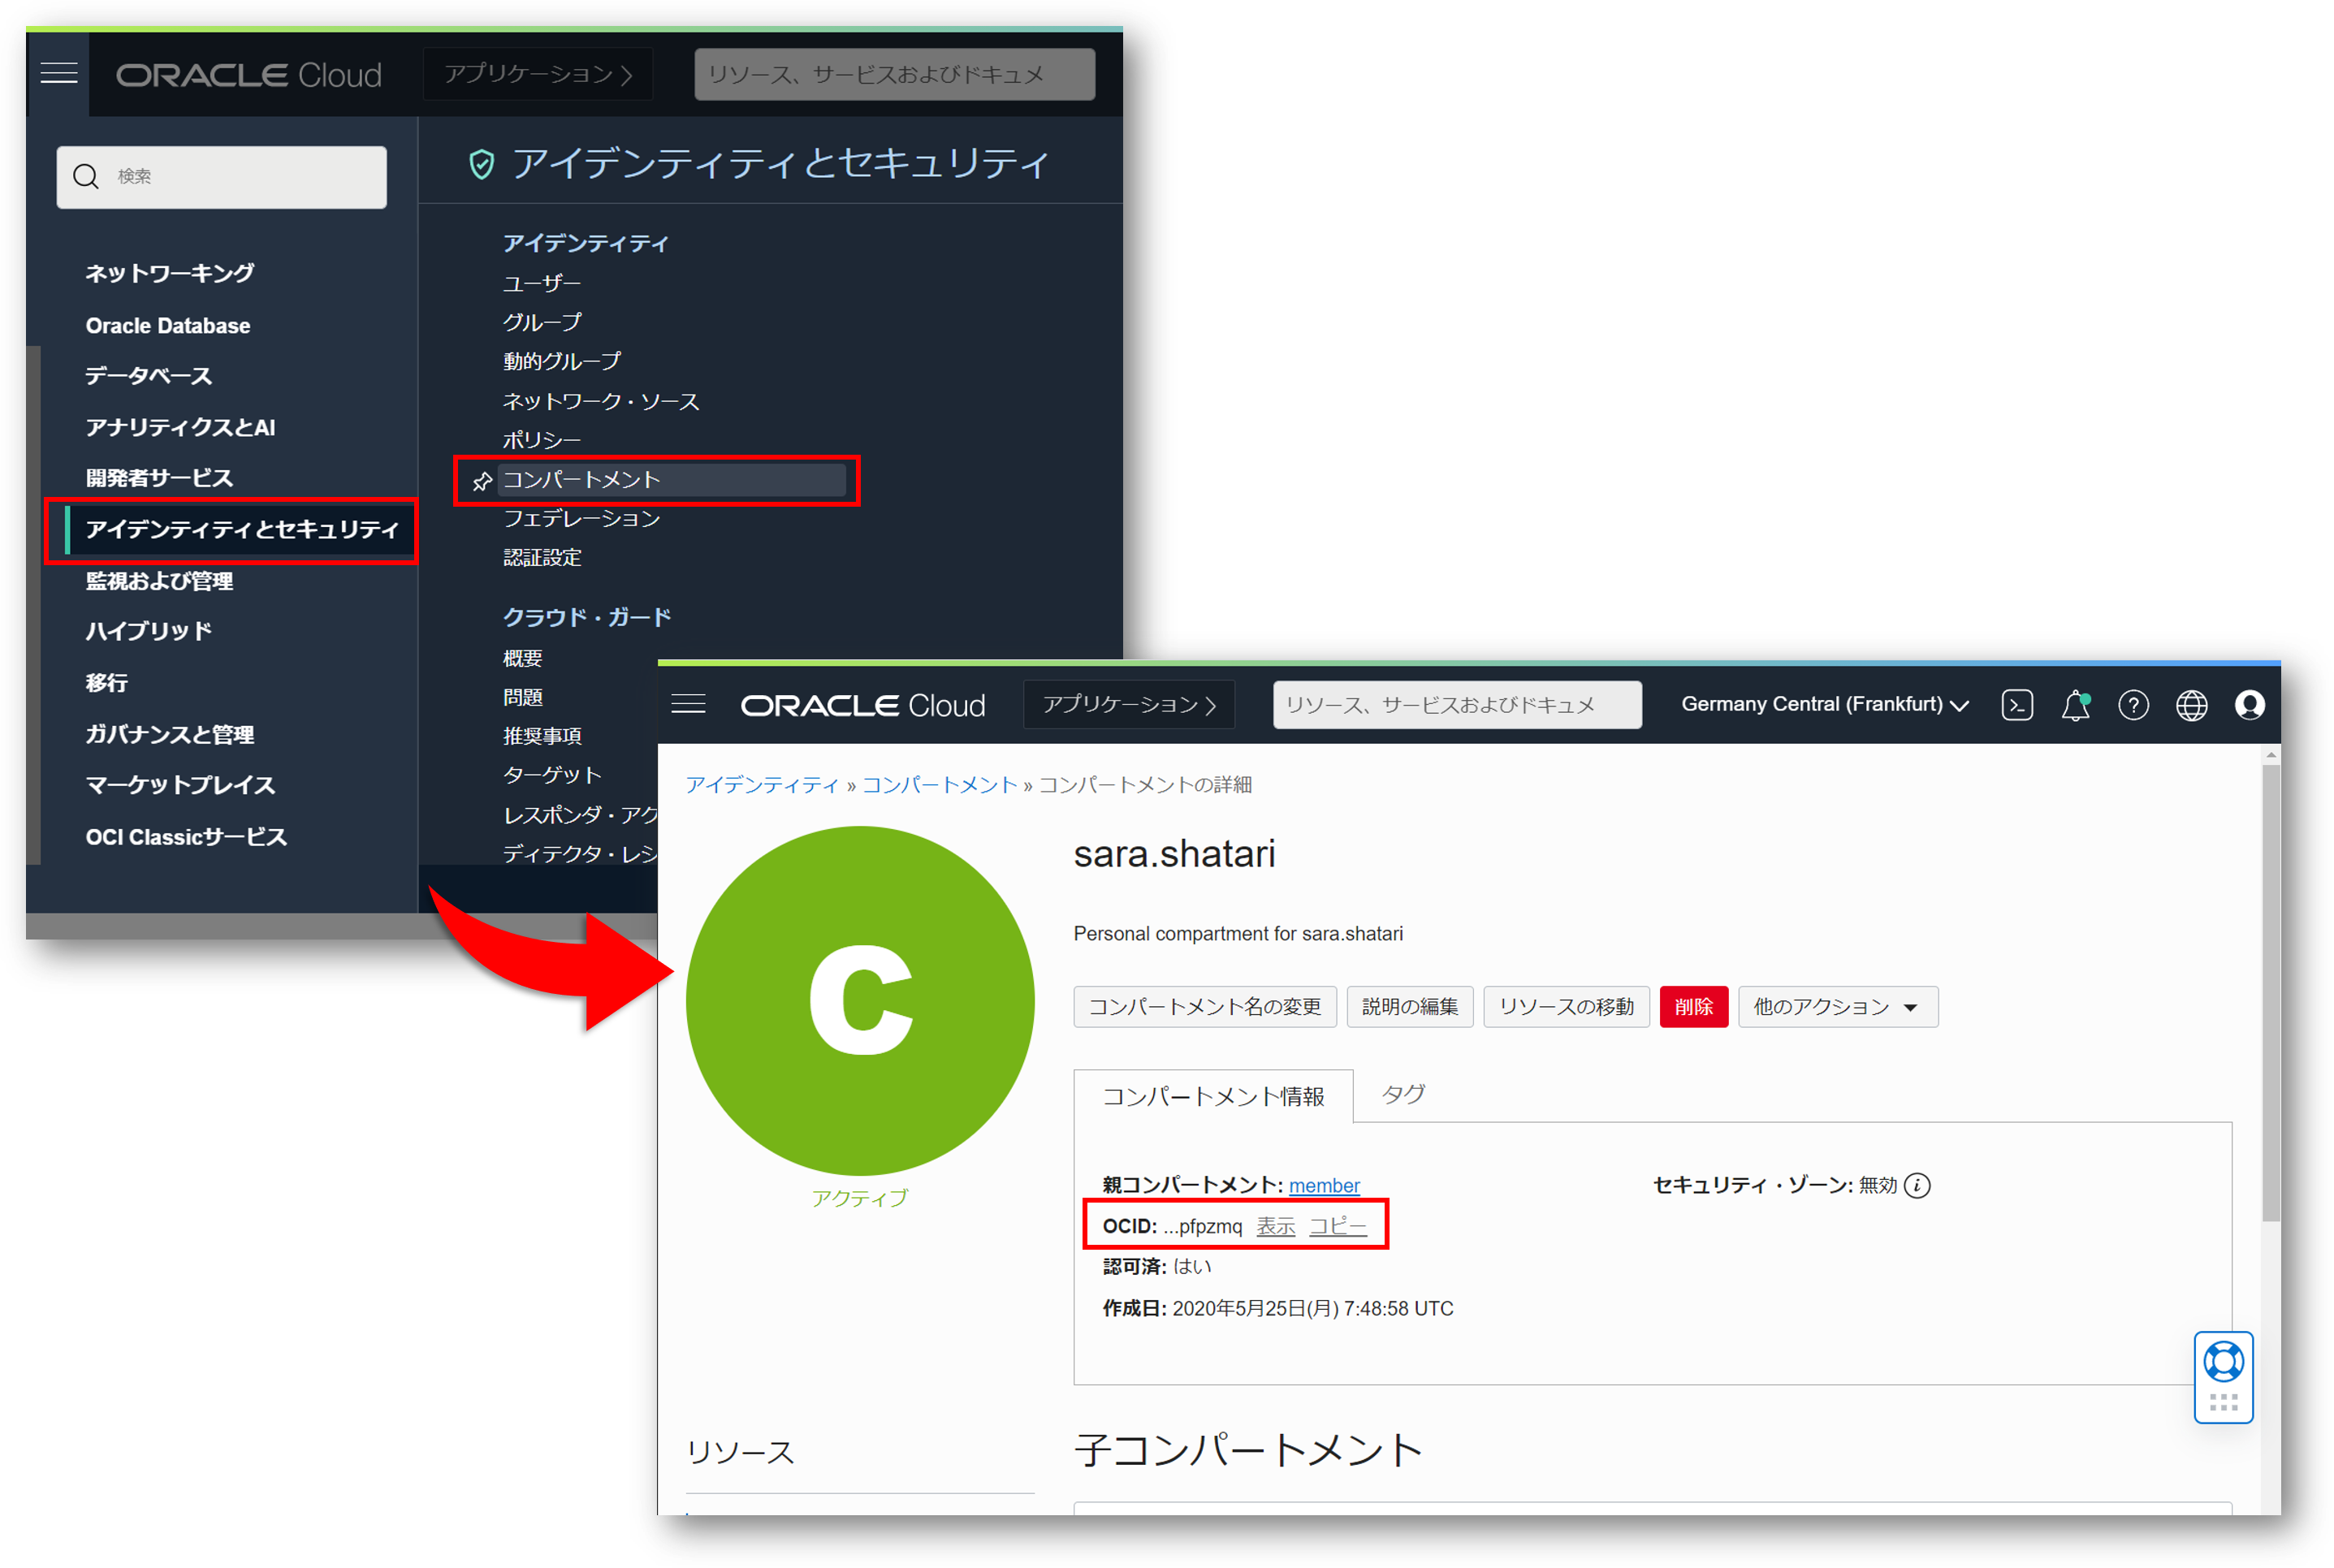 ORACLE Cloud
アプリケーション
リソース、サービスおよびドキュメ
検索
ネットワーキング
Oracle Database
データベース
アナリティクスとAI
開発者サービス
アイデンティティとセキュリティ
監視および管理
ハイブリッド
移行
ガバナンスと管理
マーケットプレイス
OCI Classicサービス
アイデンティティとセキュリティ
アイデンティティ
ユーザー
グループ
動的グループ
ネットワーク・ソース
ポリシー
コンパートメント
フェデレーション
認証設定
クラウド・ガード
概要
問題
推奨事項
ターゲット
レスポンダ・アク
ディテクタ・レシ
ORACLE Cloud
アプリケーション
リソース、サービスおよびドキュメ
Germany Central (Frankfurt)
アイデンティティ » コンパートメント » コンパートメントの詳細
C
アクティブ
sara.shatari
Personal compartment for sara.shatari
コンパートメント名の変更 説明の編集 リソースの移動 削除 他のアクション
コンパートメント情報 タグ
親コンパートメント: member
セキュリティ・ゾーン: 無効
OCID: ...pfpzmq 表示 コピー
認可済: はい
作成日: 2020年5月25日(月) 7:48:58 UTC
リソース
子コンパートメント